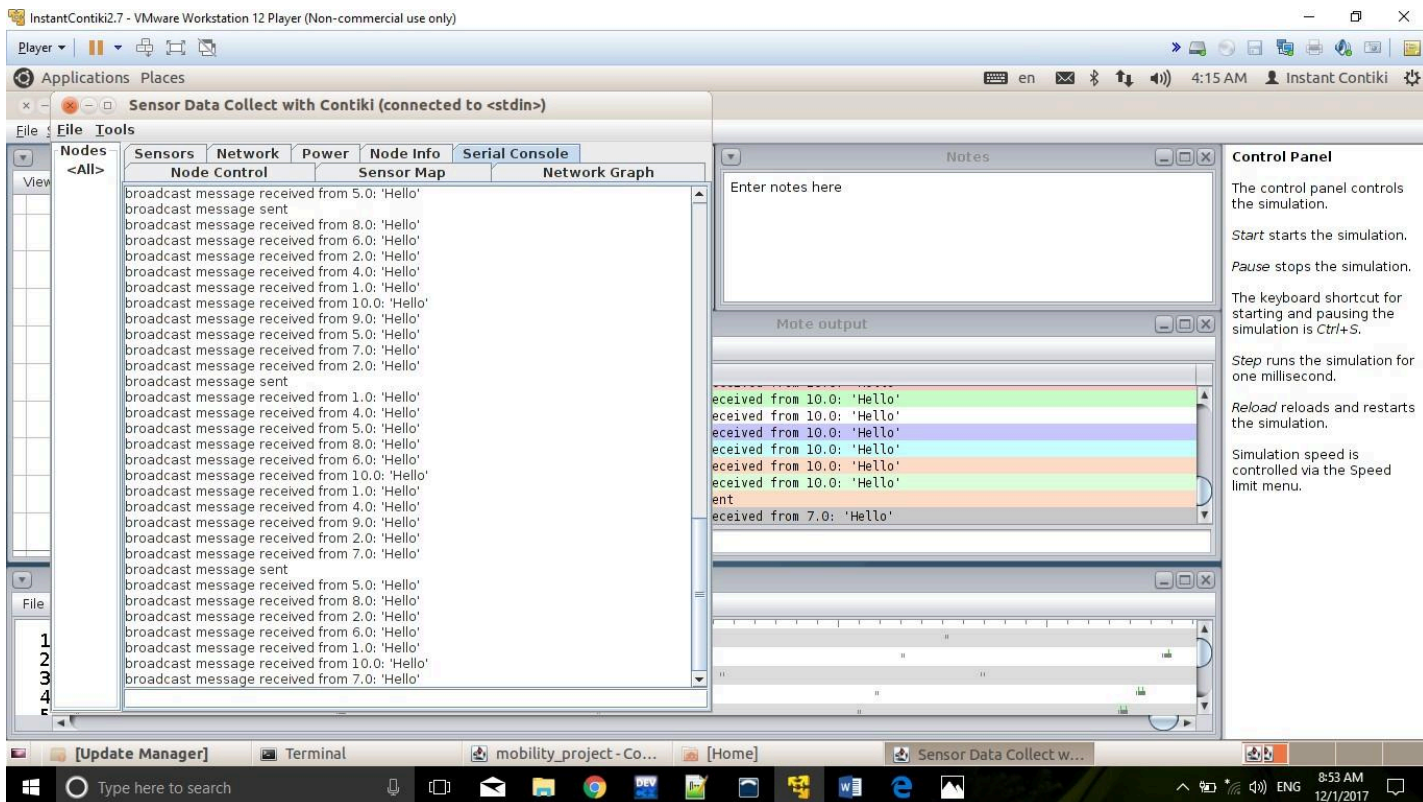 InstantContiki2.7 - VMware Workstation 12 Player (Non-commercial use only)
Player
Applications Places
en
4:15 AM
Instant Contiki
Sensor Data Collect with Contiki (connected to <stdin>)
File
File Tools
Nodes
<All>
Sensors Network Power Node Info Serial Console
Node Control Sensor Map Network Graph
View
broadcast message received from 5.0: 'Hello'
broadcast message sent
broadcast message received from 8.0: 'Hello'
broadcast message received from 6.0: 'Hello'
broadcast message received from 2.0: 'Hello'
broadcast message received from 4.0: 'Hello'
broadcast message received from 1.0: 'Hello'
broadcast message received from 10.0: 'Hello'
broadcast message received from 9.0: 'Hello'
broadcast message received from 5.0: 'Hello'
broadcast message received from 7.0: 'Hello'
broadcast message received from 2.0: 'Hello'
broadcast message sent
broadcast message received from 1.0: 'Hello'
broadcast message received from 4.0: 'Hello'
broadcast message received from 5.0: 'Hello'
broadcast message received from 8.0: 'Hello'
broadcast message received from 6.0: 'Hello'
broadcast message received from 10.0: 'Hello'
broadcast message received from 1.0: 'Hello'
broadcast message received from 4.0: 'Hello'
broadcast message received from 9.0: 'Hello'
broadcast message received from 2.0: 'Hello'
broadcast message received from 7.0: 'Hello'
broadcast message sent
broadcast message received from 5.0: 'Hello'
broadcast message received from 8.0: 'Hello'
broadcast message received from 2.0: 'Hello'
broadcast message received from 6.0: 'Hello'
broadcast message received from 1.0: 'Hello'
broadcast message received from 10.0: 'Hello'
broadcast message received from 7.0: 'Hello'
Notes
Enter notes here
Mote output
eceived from 10.0: 'Hello'
eceived from 10.0: 'Hello'
eceived from 10.0: 'Hello'
eceived from 10.0: 'Hello'
eceived from 10.0: 'Hello'
eceived from 10.0: 'Hello'
ent
eceived from 7.0: 'Hello'
Control Panel
The control panel controls
the simulation.
Start starts the simulation.
Pause stops the simulation.
The keyboard shortcut for
starting and pausing the
simulation is Ctrl+S.
Step runs the simulation for
one millisecond.
Reload reloads and restarts
the simulation.
Simulation speed is
controlled via the Speed
limit menu.
File
1
2
3
4
[Update Manager] Terminal mobility_project - Co... [Home] Sensor Data Collect w...
Type here to search
DEV
ENG
8:53 AM
12/1/2017